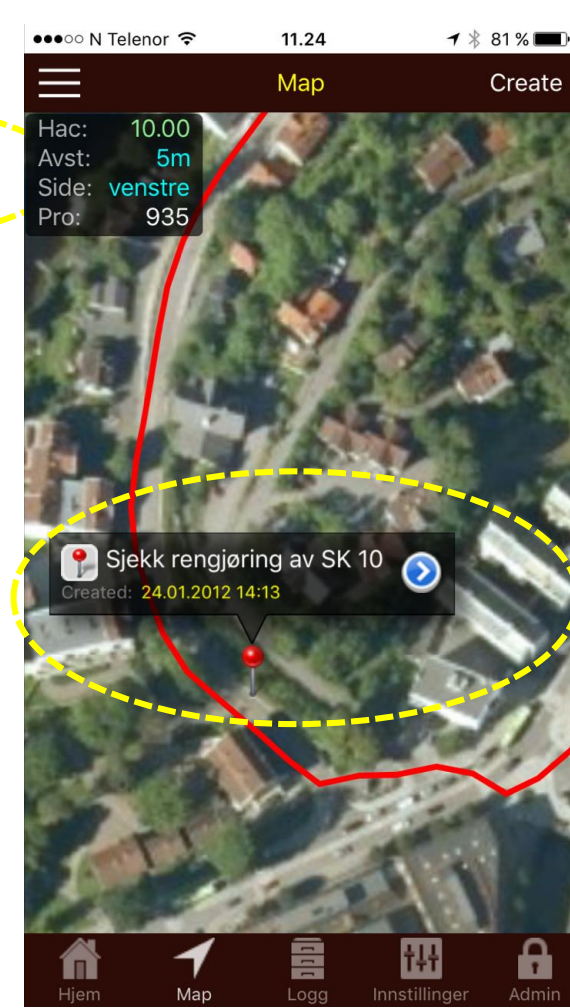 N Telenor 11.24 81 %
Map Create
Hac: 10.00
Avst: 5m
Side: venstre
Pro: 935
Sjekk rengjøring av SK 10
Created: 24.01.2012 14:13
Hjem Map Logg Innstillinger Admin